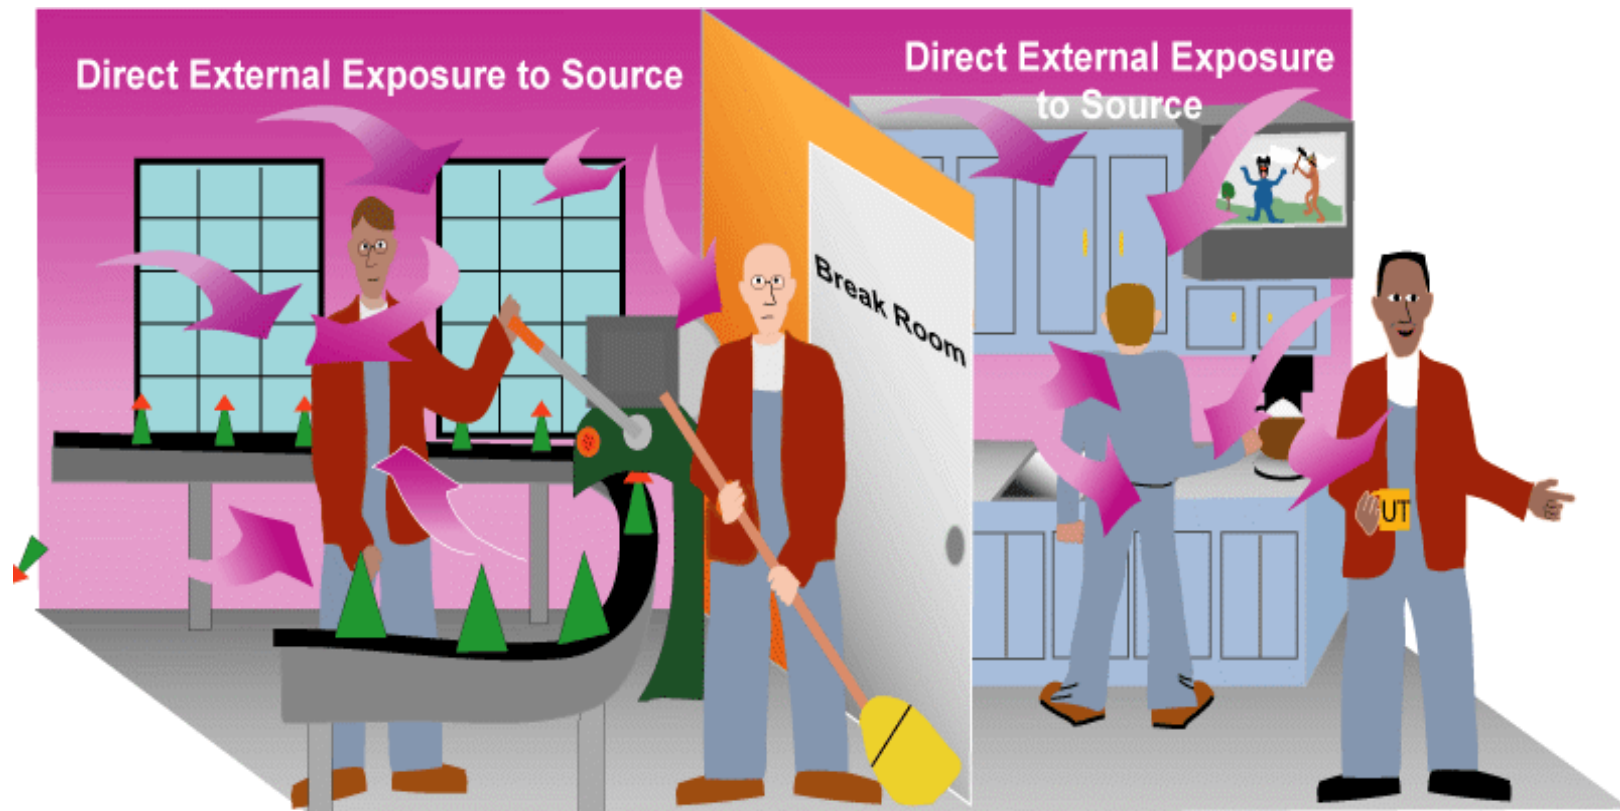 Direct External Exposure to Source
Direct External Exposure
to Source
Break Room
UT